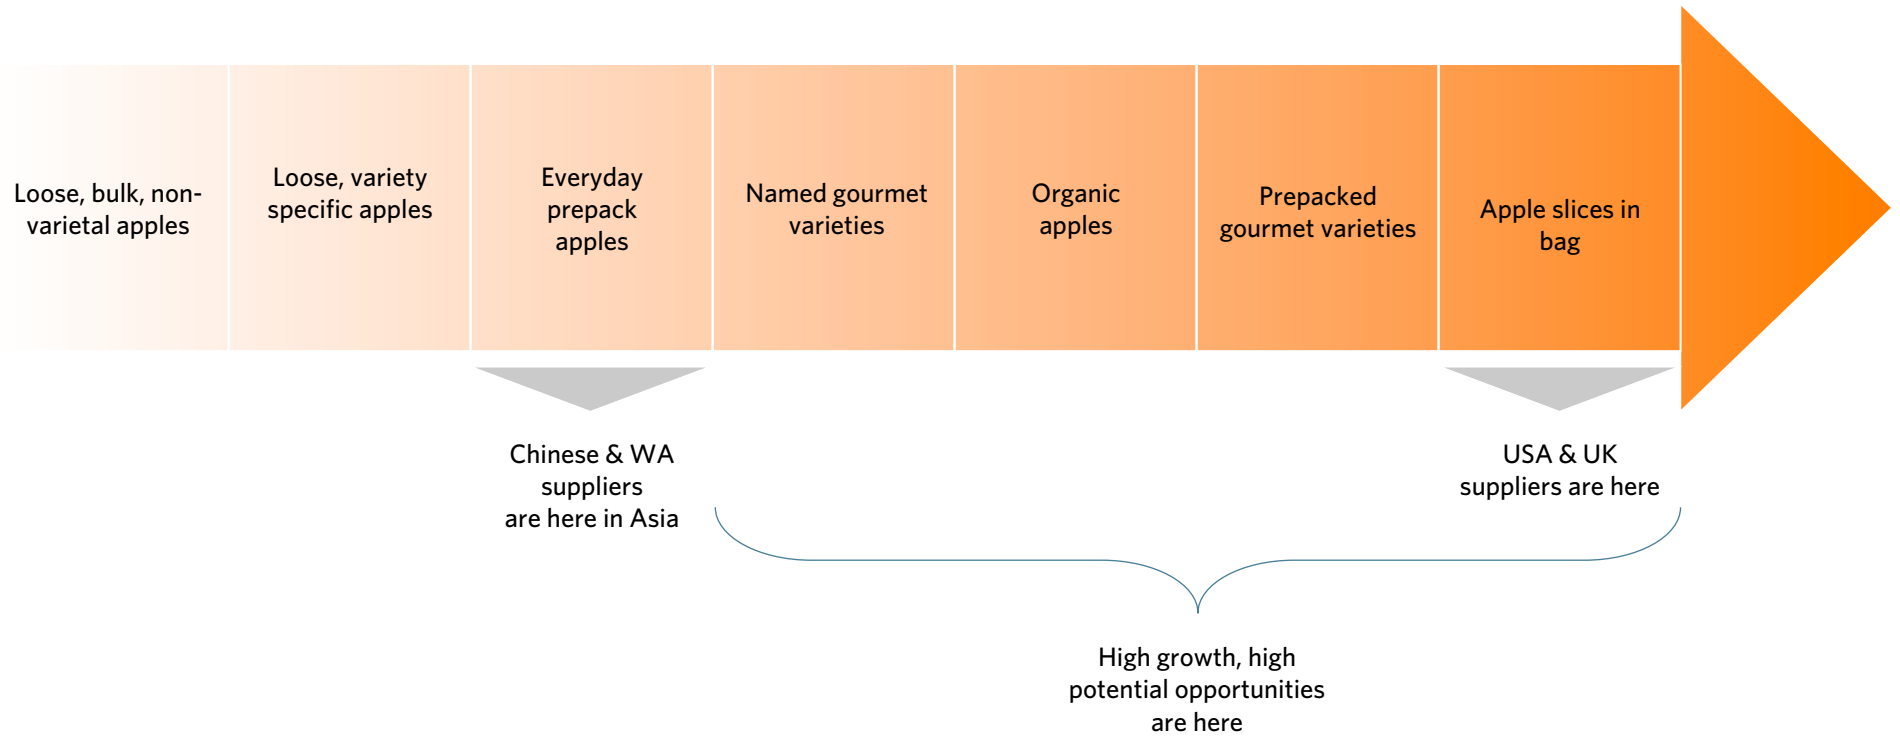 Loose, bulk, non-
varietal apples
Loose, variety
specific apples
Everyday
prepack
apples
Named gourmet
varieties
Organic
apples
Prepacked
gourmet varieties
Apple slices in
bag
Chinese & WA
suppliers
are here in Asia
USA & UK
suppliers are here
High growth, high
potential opportunities
are here